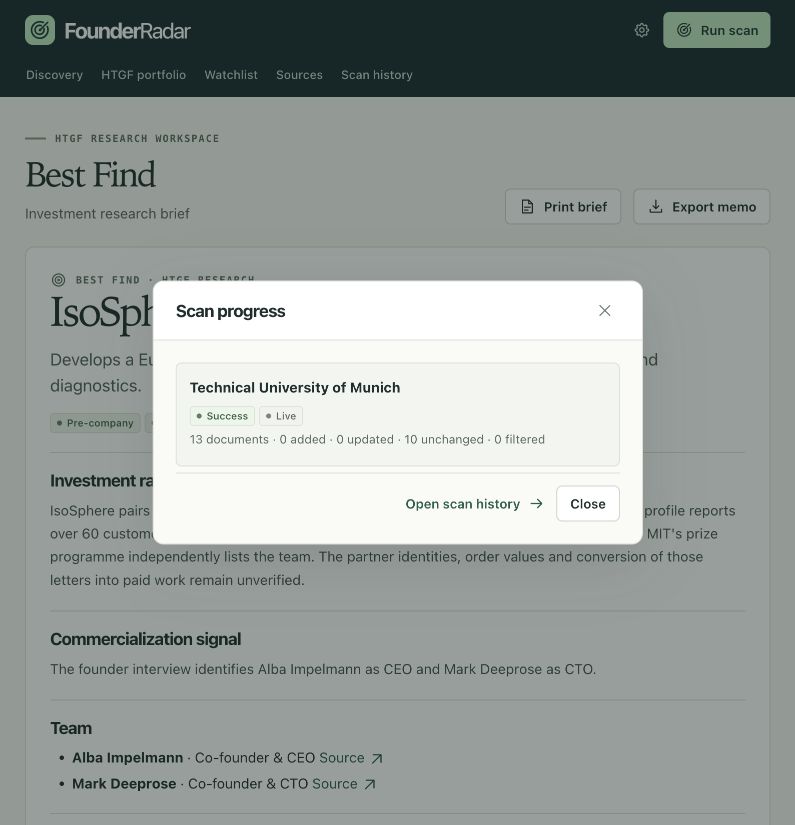 FounderRadar
Run scan
Discovery HTGF portfolio Watchlist Sources Scan history
HTGF RESEARCH WORKSPACE
Best Find
Investment research brief
Print brief
Export memo
BEST FIND · HTGF RESEARCH
IsoSph
Scan progress
Develops a Eu
diagnostics.
Pre-company
Technical University of Munich
Success
Live
13 documents · 0 added · 0 updated · 10 unchanged · 0 filtered
Open scan history →
Close
Investment ra
IsoSphere pairs profile reports
over 60 custom MIT's prize
programme independently lists the team. The partner identities, order values and conversion of those
letters into paid work remain unverified.
Commercialization signal
The founder interview identifies Alba Impelmann as CEO and Mark Deeprose as CTO.
Team
• Alba Impelmann · Co-founder & CEO Source ↗
• Mark Deeprose · Co-founder & CTO Source ↗